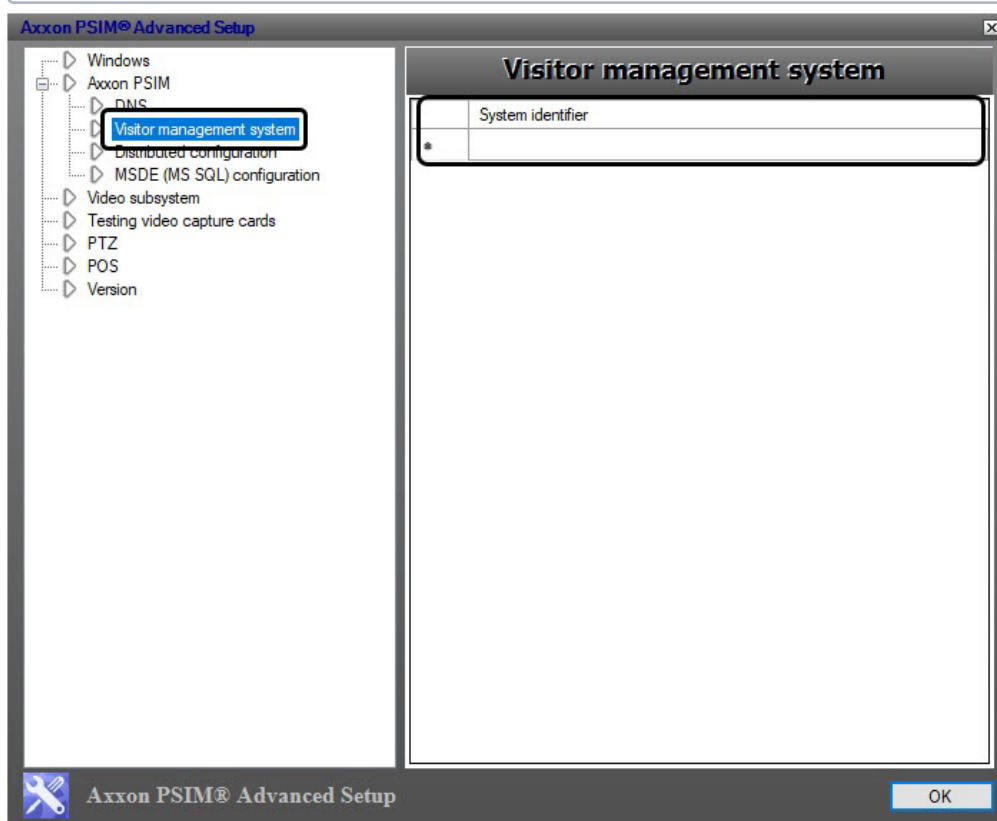 Axxon PSIM® Advanced Setup
Windows
Axxon PSIM
DNS
Visitor management system
Distributed configuration
MSDE (MS SQL) configuration
Video subsystem
Testing video capture cards
PTZ
POS
Version
Visitor management system
System identifier
Axxon PSIM® Advanced Setup
OK